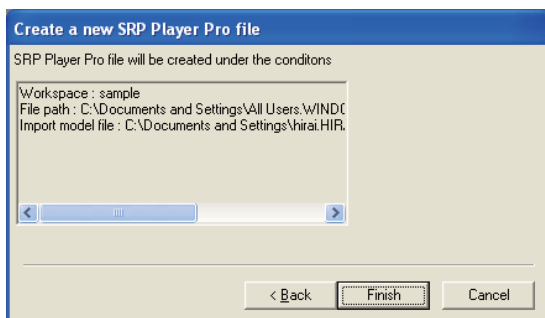 Create a new SRP Player Pro file
SRP Player Pro file will be created under the conditons
Workspace : sample
File path : C:\Documents and Settings\All Users.WIND
Import model file : C:\Documents and Settings\hirai.HIR
< Back
Finish
Cancel